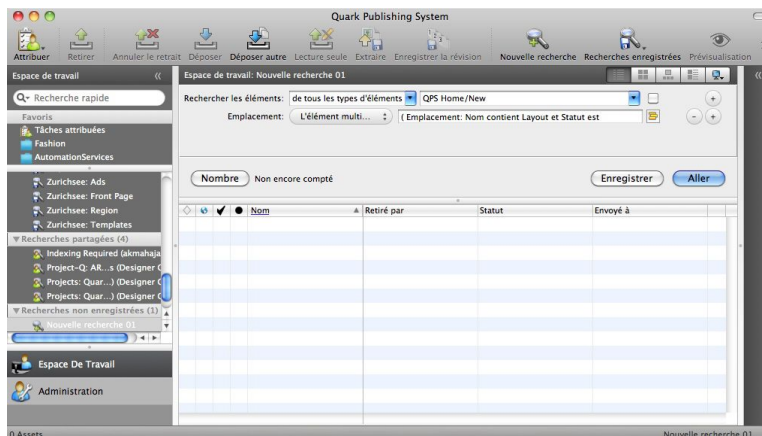 Quark Publishing System
Attribuer Retirer Annuler le retrait Déposer Déposer autre Lecture seule Extraire Enregistrer la révision Nouvelle recherche Recherches enregistrées Prévisualisation
Espace de travail
Espace de travail: Nouvelle recherche 01
Recherche rapide
Rechercher les éléments: de tous les types d'éléments QPS Home/New
Favoris
Emplacement: L'élément multi... ( Emplacement: Nom contient Layout et Statut est
Tâches attribuées
Fashion
AutomationServices
Nombre Non encore compté Enregistrer Aller
Zurichsee: Ads
Zurichsee: Front Page
Zurichsee: Region
Zurichsee: Templates
Nom Retiré par Statut Envoyé à
Recherches partagées (4)
Indexing Required (akmahaja
Project-Q: AR...s (Designer C
Projects: Quar...) (Designer C
Projects: Quar...) (Designer C
Recherches non enregistrées (1)
Nouvelle recherche 01
Espace De Travail
Administration
0 Assets Nouvelle recherche 01